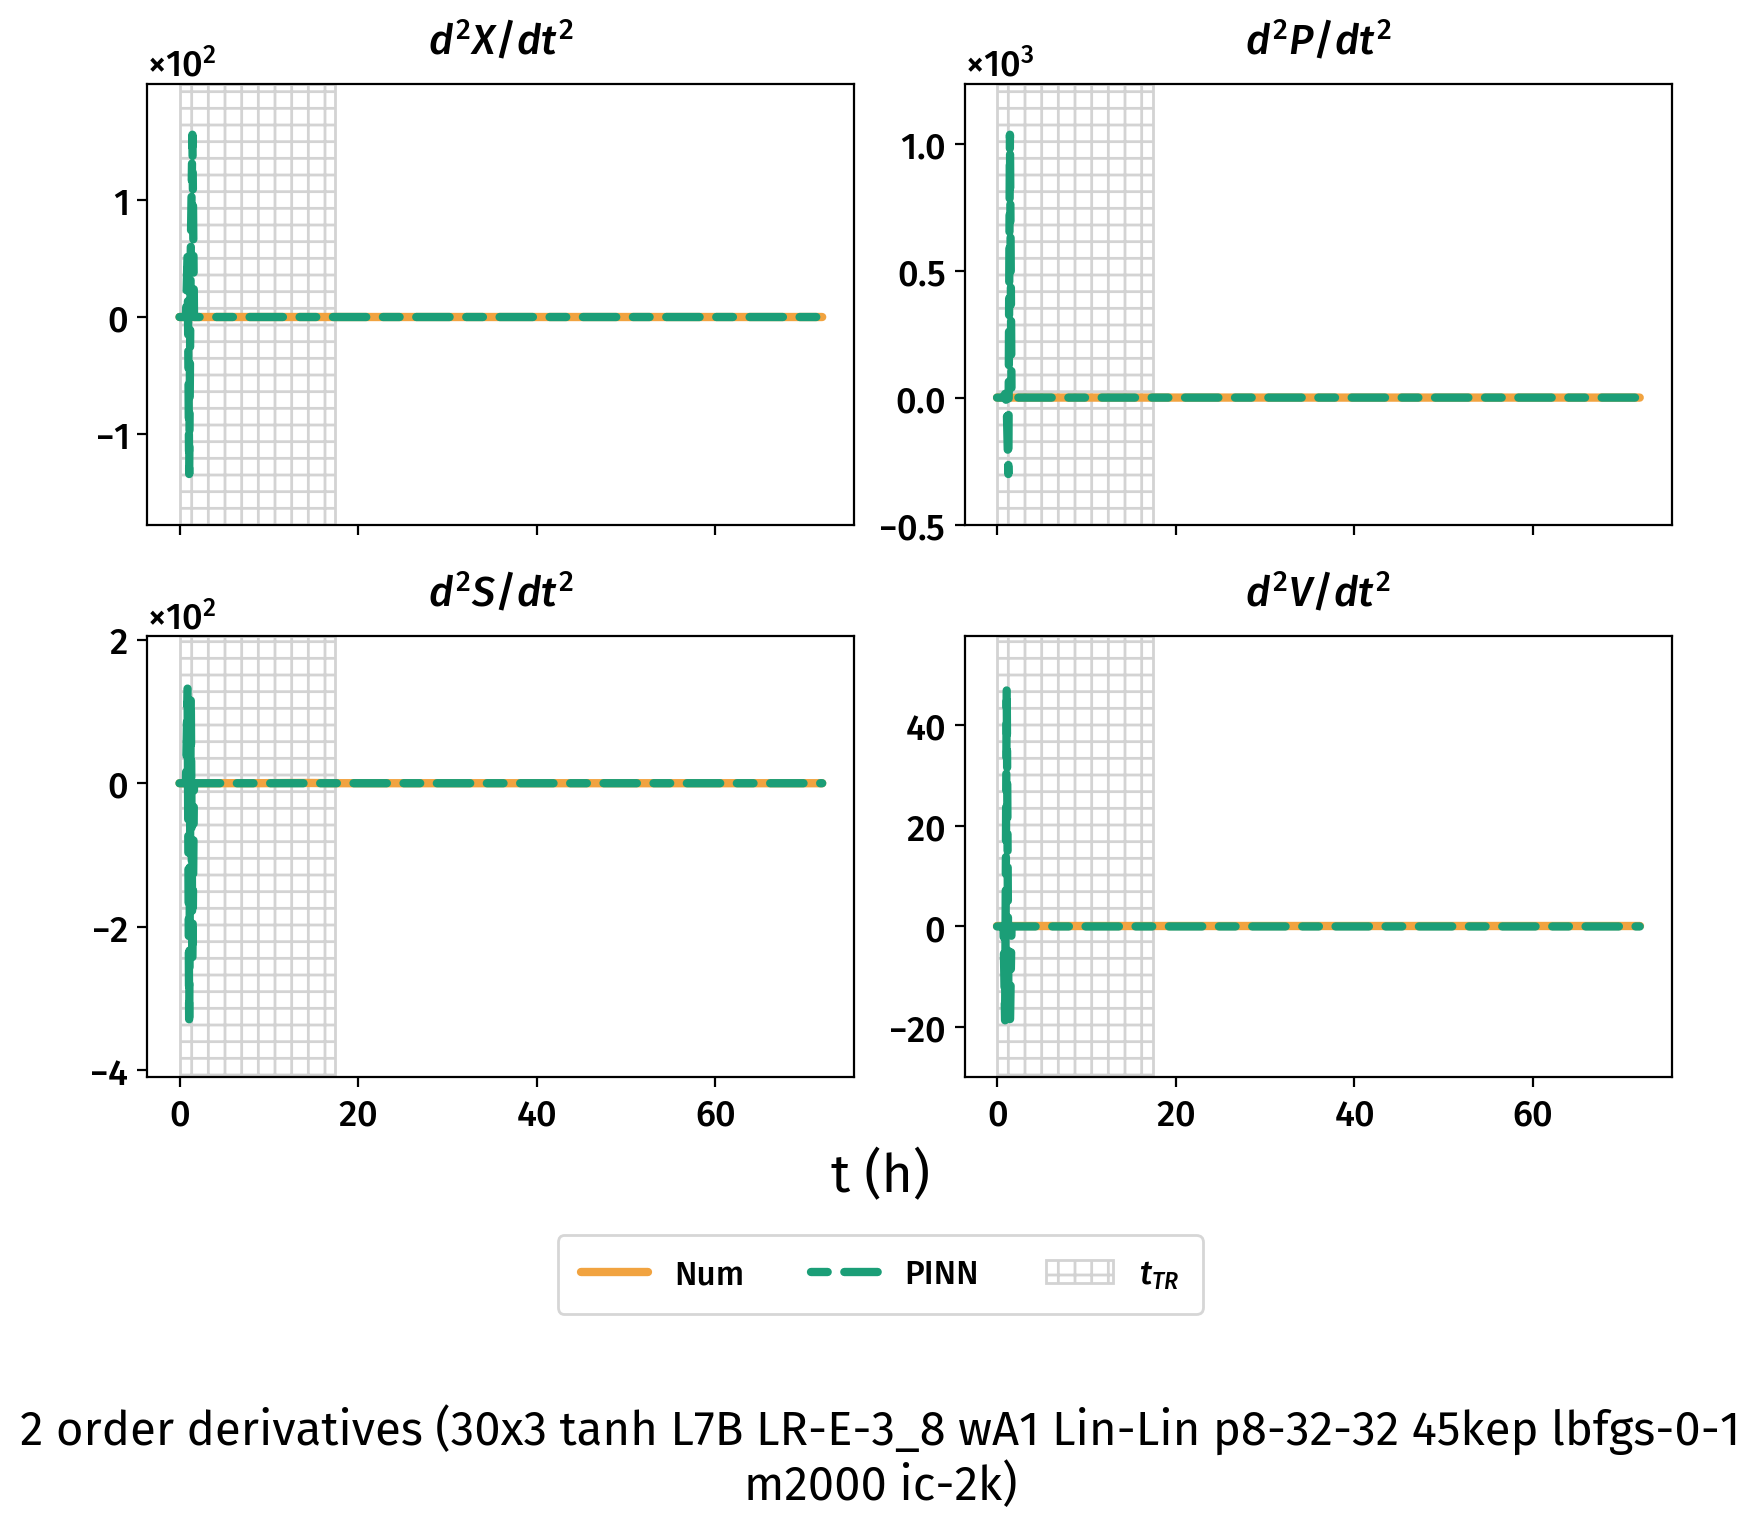 d²X/dt²
×10²
1
0
−1
d²P/dt²
×10³
1.0
0.5
0.0
−0.5
d²S/dt²
×10²
2
0
−2
−4
0 20 40 60
d²V/dt²
40
20
0
−20
0 20 40 60
t (h)
Num PINN t_TR
2 order derivatives (30x3 tanh L7B LR-E-3_8 wA1 Lin-Lin p8-32-32 45kep lbfgs-0-1
m2000 ic-2k)